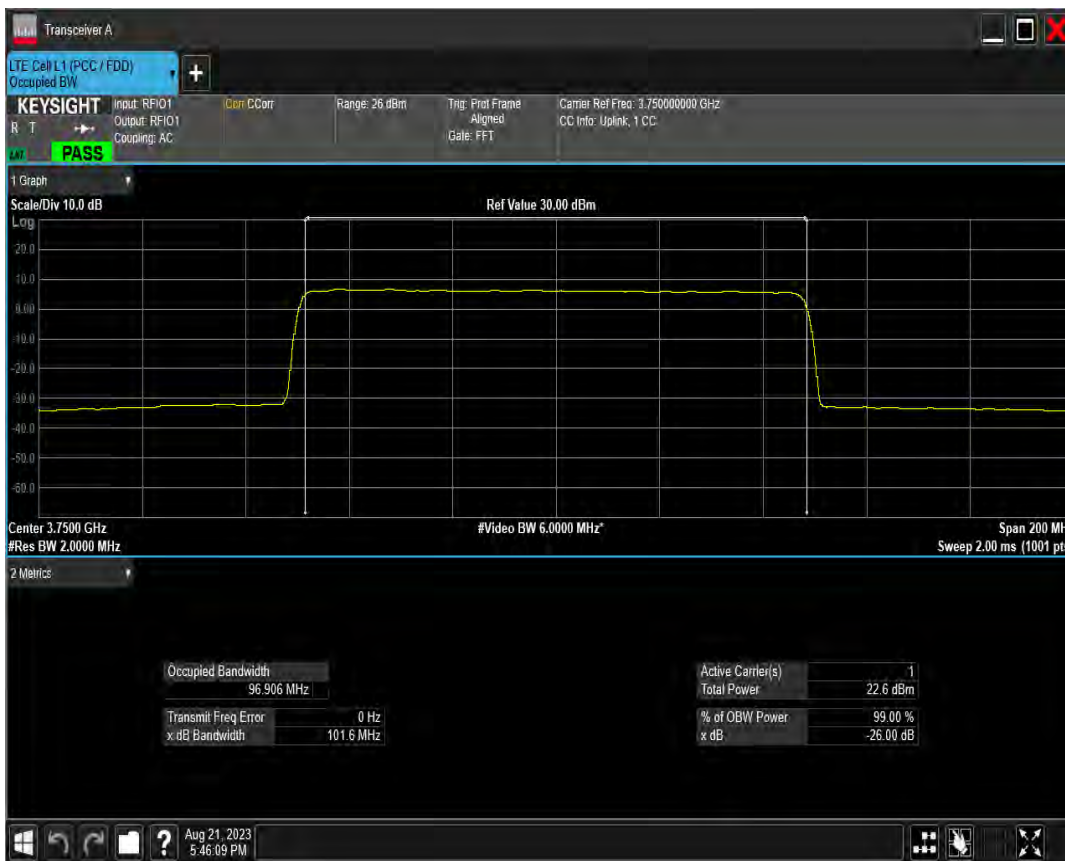 Transceiver A
LTE Cell L1 (PCC / FDD)
Occupied BW
+
KEYSIGHT
R T
PASS
Input: RFIO1
Output: RFIO1
Coupling: AC
Corr CCorr
Range: 26 dBm
Trig: Prot Frame
Aligned
Gate: FFT
Carrier Ref Freq: 3.750000000 GHz
CC Info: Uplink, 1 CC
1 Graph
Scale/Div 10.0 dB
Ref Value 30.00 dBm
Log
20.0
10.0
0.00
-10.0
-20.0
-30.0
-40.0
-50.0
-60.0
Center 3.7500 GHz
#Video BW 6.0000 MHz*
Span 200 MH
#Res BW 2.0000 MHz
Sweep 2.00 ms (1001 pt
2 Metrics
Occupied Bandwidth
96.906 MHz
Transmit Freq Error 0 Hz
x dB Bandwidth 101.6 MHz
Active Carrier(s) 1
Total Power 22.6 dBm
% of OBW Power 99.00 %
x dB -26.00 dB
?
Aug 21, 2023
5:46:09 PM